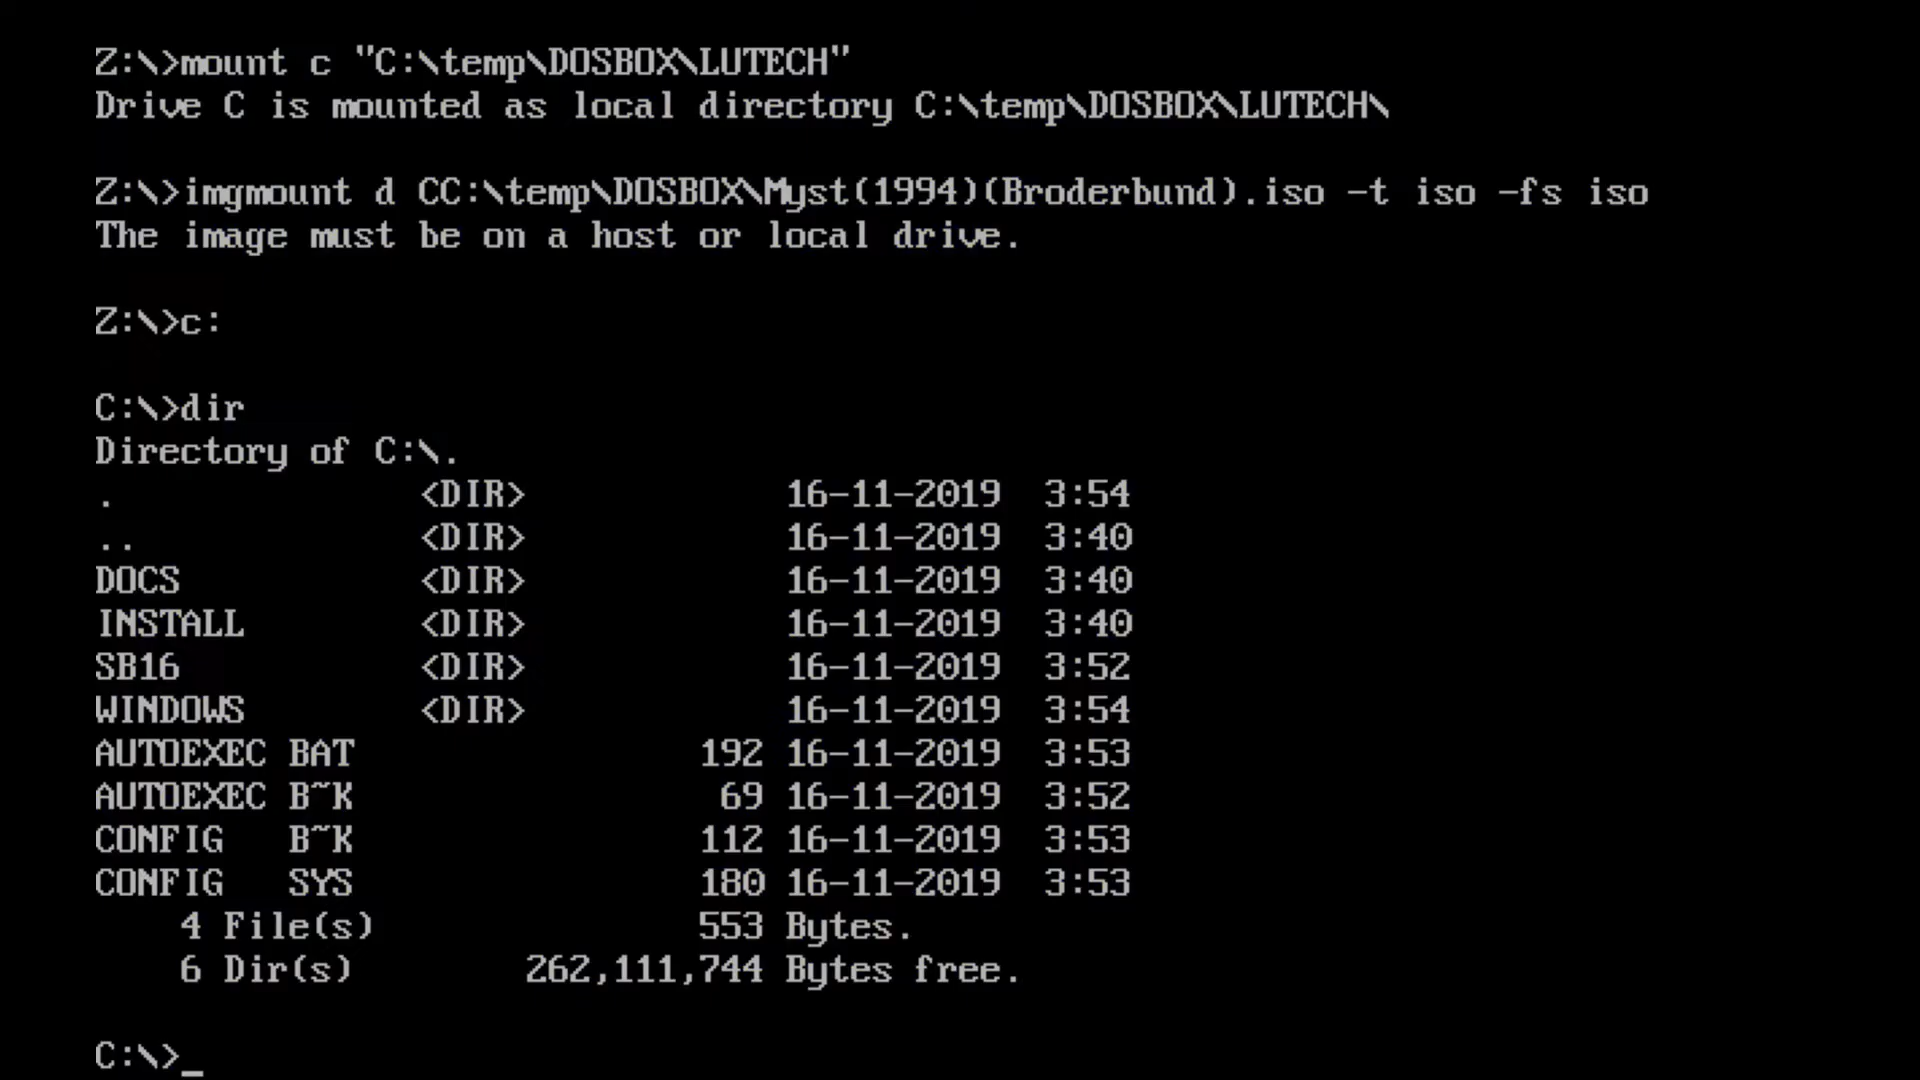 Z:\>mount c "C:\temp\DOSBOX\LUTECH"
Drive C is mounted as local directory C:\temp\DOSBOX\LUTECH\
Z:\>imgmount d CC:\temp\DOSBOX\Myst(1994)(Broderbund).iso -t iso -fs iso
The image must be on a host or local drive.
Z:\>c:
C:\>dir
Directory of C:\.
. <DIR> 16-11-2019 3:54
.. <DIR> 16-11-2019 3:40
DOCS <DIR> 16-11-2019 3:40
INSTALL <DIR> 16-11-2019 3:40
SB16 <DIR> 16-11-2019 3:52
WINDOWS <DIR> 16-11-2019 3:54
AUTOEXEC BAT 192 16-11-2019 3:53
AUTOEXEC B~K 69 16-11-2019 3:52
CONFIG B~K 112 16-11-2019 3:53
CONFIG SYS 180 16-11-2019 3:53
4 File(s) 553 Bytes.
6 Dir(s) 262,111,744 Bytes free.
C:\>_